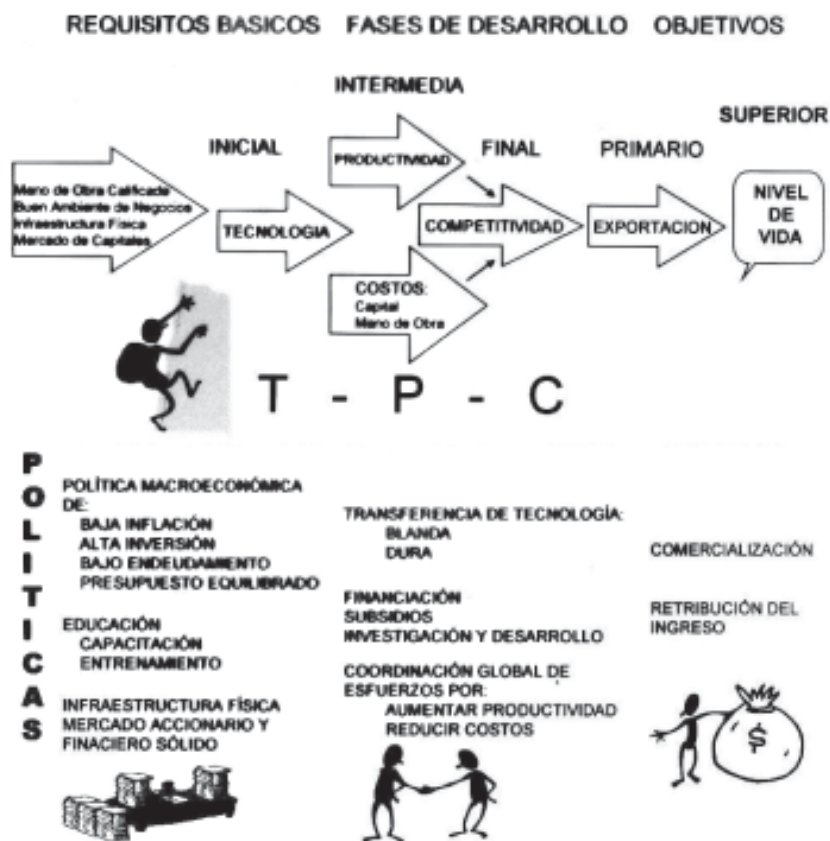 REQUISITOS BASICOS FASES DE DESARROLLO OBJETIVOS
INTERMEDIA
SUPERIOR
INICIAL
PRODUCTIVIDAD
FINAL
PRIMARIO
Mano de Obra Calificada
Buen Ambiente de Negocios
Infraestructura Física
Mercado de Capitales
TECNOLOGIA
COMPETITIVIDAD
EXPORTACION
NIVEL
DE
VIDA
COSTOS:
Capital
Mano de Obra
T - P - C
POLITICAS
POLÍTICA MACROECONÓMICA
DE:
BAJA INFLACIÓN
ALTA INVERSIÓN
BAJO ENDEUDAMIENTO
PRESUPUESTO EQUILIBRADO
EDUCACIÓN
CAPACITACIÓN
ENTRENAMIENTO
INFRAESTRUCTURA FÍSICA
MERCADO ACCIONARIO Y
FINACIERO SÓLIDO
TRANSFERENCIA DE TECNOLOGÍA:
BLANDA
DURA
FINANCIACIÓN
SUBSIDIOS
INVESTIGACIÓN Y DESARROLLO
COORDINACIÓN GLOBAL DE
ESFUERZOS POR:
AUMENTAR PRODUCTIVIDAD
REDUCIR COSTOS
COMERCIALIZACIÓN
RETRIBUCIÓN DEL
INGRESO
$